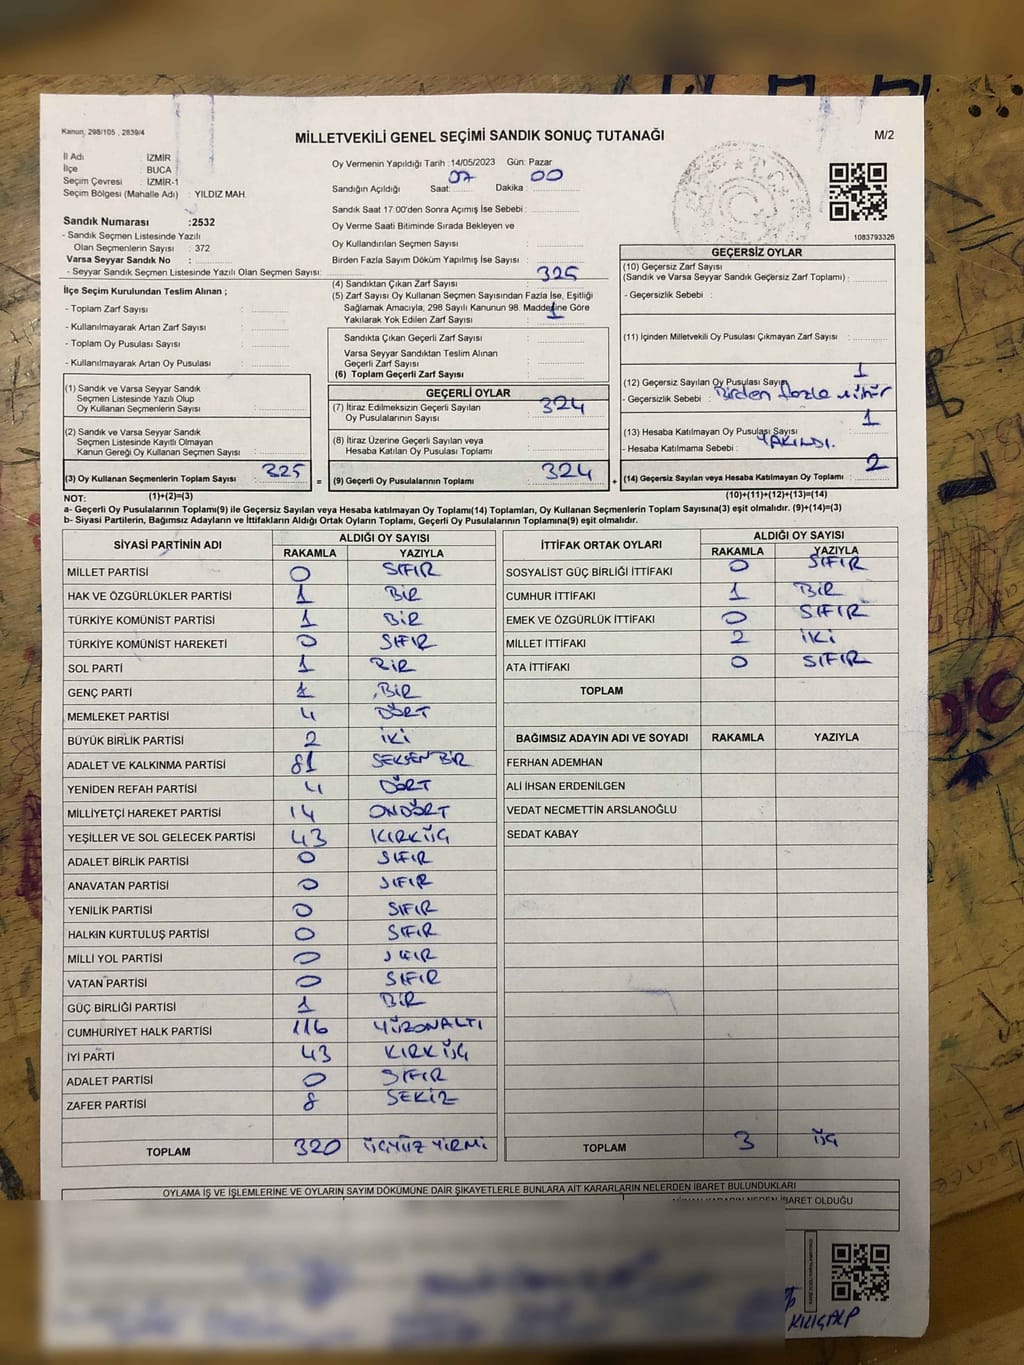 Kanun, 298/105 , 2839/4
MİLLETVEKİLİ GENEL SEÇİMİ SANDIK SONUÇ TUTANAĞI
M/2
İl Adı : İZMİR
İlçe : BUCA
Seçim Çevresi : İZMİR-1
Seçim Bölgesi (Mahalle Adı) : YILDIZ MAH.
Oy Vermenin Yapıldığı Tarih :14/05/2023 Gün: Pazar
Sandığın Açıldığı Saat: 07 Dakika : 00
Sandık Saat 17:00'den Sonra Açımış İse Sebebi :
Oy Verme Saati Bitiminde Sırada Bekleyen ve
Oy Kullandırılan Seçmen Sayısı :
Birden Fazla Sayım Döküm Yapılmış İse Sayısı :
1083793326
Sandık Numarası :2532
- Sandık Seçmen Listesinde Yazılı
Olan Seçmenlerin Sayısı : 372
Varsa Seyyar Sandık No :
- Seyyar Sandık Seçmen Listesinde Yazılı Olan Seçmen Sayısı:
İlçe Seçim Kurulundan Teslim Alınan ;
- Toplam Zarf Sayısı :
- Kullanılmayarak Artan Zarf Sayısı :
- Toplam Oy Pusulası Sayısı :
- Kullanılmayarak Artan Oy Pusulası :
(1) Sandık ve Varsa Seyyar Sandık
Seçmen Listesinde Yazılı Olup
Oy Kullanan Seçmenlerin Sayısı :
(2) Sandık ve Varsa Seyyar Sandık
Seçmen Listesinde Kayıtlı Olmayan
Kanun Gereği Oy Kullanan Seçmen Sayısı :
(3) Oy Kullanan Seçmenlerin Toplam Sayısı : 325
(4) Sandıktan Çıkan Zarf Sayısı : 325
(5) Zarf Sayısı Oy Kullanan Seçmen Sayısından Fazla İse, Eşitliği
Sağlamak Amacıyla, 298 Sayılı Kanunun 98. Maddesine Göre
Yakılarak Yok Edilen Zarf Sayısı : 1
Sandıkta Çıkan Geçerli Zarf Sayısı :
Varsa Seyyar Sandıktan Teslim Alınan
Geçerli Zarf Sayısı :
(6) Toplam Geçerli Zarf Sayısı :
GEÇERLİ OYLAR
(7) İtiraz Edilmeksizin Geçerli Sayılan
Oy Pusulalarının Sayısı : 324
(8) İtiraz Üzerine Geçerli Sayılan veya
Hesaba Katılan Oy Pusulası Toplamı :
= (9) Geçerli Oy Pusulalarının Toplamı : 324
GEÇERSİZ OYLAR
(10) Geçersiz Zarf Sayısı
(Sandık ve Varsa Seyyar Sandık Geçersiz Zarf Toplamı) :
- Geçersizlik Sebebi :
(11) İçinden Milletvekili Oy Pusulası Çıkmayan Zarf Sayısı :
(12) Geçersiz Sayılan Oy Pusulası Sayısı 1
- Geçersizlik Sebebi : Birden fazla mühür
(13) Hesaba Katılmayan Oy Pusulası Sayısı 1
- Hesaba Katılmama Sebebi : YAKILDI.
+ (14) Geçersiz Sayılan veya Hesaba Katılmayan Oy Toplamı : 2
NOT: (1)+(2)=(3) (10)+(11)+(12)+(13)=(14)
a- Geçerli Oy Pusulalarının Toplamı(9) ile Geçersiz Sayılan veya Hesaba katılmayan Oy Toplamı(14) Toplamları, Oy Kullanan Seçmenlerin Toplam Sayısına(3) eşit olmalıdır. (9)+(14)=(3)
b- Siyasi Partilerin, Bağımsız Adayların ve İttifakların Aldığı Ortak Oyların Toplamı, Geçerli Oy Pusulalarının Toplamına(9) eşit olmalıdır.
SİYASİ PARTİNİN ADI ALDIĞI OY SAYISI
RAKAMLA YAZIYLA
MİLLET PARTİSİ 0 SIFIR
HAK VE ÖZGÜRLÜKLER PARTİSİ 1 BİR
TÜRKİYE KOMÜNİST PARTİSİ 1 BİR
TÜRKİYE KOMÜNİST HAREKETİ 0 SIFIR
SOL PARTİ 1 BİR
GENÇ PARTİ 1 BİR
MEMLEKET PARTİSİ 4 DÖRT
BÜYÜK BİRLİK PARTİSİ 2 İKİ
ADALET VE KALKINMA PARTİSİ 81 SEKSEN BİR
YENİDEN REFAH PARTİSİ 4 DÖRT
MİLLİYETÇİ HAREKET PARTİSİ 14 ONDÖRT
YEŞİLLER VE SOL GELECEK PARTİSİ 43 KIRKÜÇ
ADALET BİRLİK PARTİSİ 0 SIFIR
ANAVATAN PARTİSİ 0 SIFIR
YENİLİK PARTİSİ 0 SIFIR
HALKIN KURTULUŞ PARTİSİ 0 SIFIR
MİLLİ YOL PARTİSİ 0 SIFIR
VATAN PARTİSİ 0 SIFIR
GÜÇ BİRLİĞİ PARTİSİ 1 BİR
CUMHURİYET HALK PARTİSİ 116 YÜZONALTI
İYİ PARTİ 43 KIRK ÜÇ
ADALET PARTİSİ 0 SIFIR
ZAFER PARTİSİ 8 SEKİZ
TOPLAM 320 ÜÇYÜZ YİRMİ
İTTİFAK ORTAK OYLARI ALDIĞI OY SAYISI
RAKAMLA YAZIYLA
SOSYALİST GÜÇ BİRLİĞİ İTTİFAKI 0 SIFIR
CUMHUR İTTİFAKI 1 BİR
EMEK VE ÖZGÜRLÜK İTTİFAKI 0 SIFIR
MİLLET İTTİFAKI 2 İKİ
ATA İTTİFAKI 0 SIFIR
TOPLAM
BAĞIMSIZ ADAYIN ADI VE SOYADI RAKAMLA YAZIYLA
FERHAN ADEMHAN
ALİ İHSAN ERDENİLGEN
VEDAT NECMETTİN ARSLANOĞLU
SEDAT KABAY
TOPLAM 3 ÜÇ
OYLAMA İŞ VE İŞLEMLERİNE VE OYLARIN SAYIM DÖKÜMÜNE DAİR ŞİKAYETLERLE BUNLARA AİT KARARLARIN NELERDEN İBARET BULUNDUKLARI
KARARIN NEDEN İBARET OLDUĞU
KILIÇALP